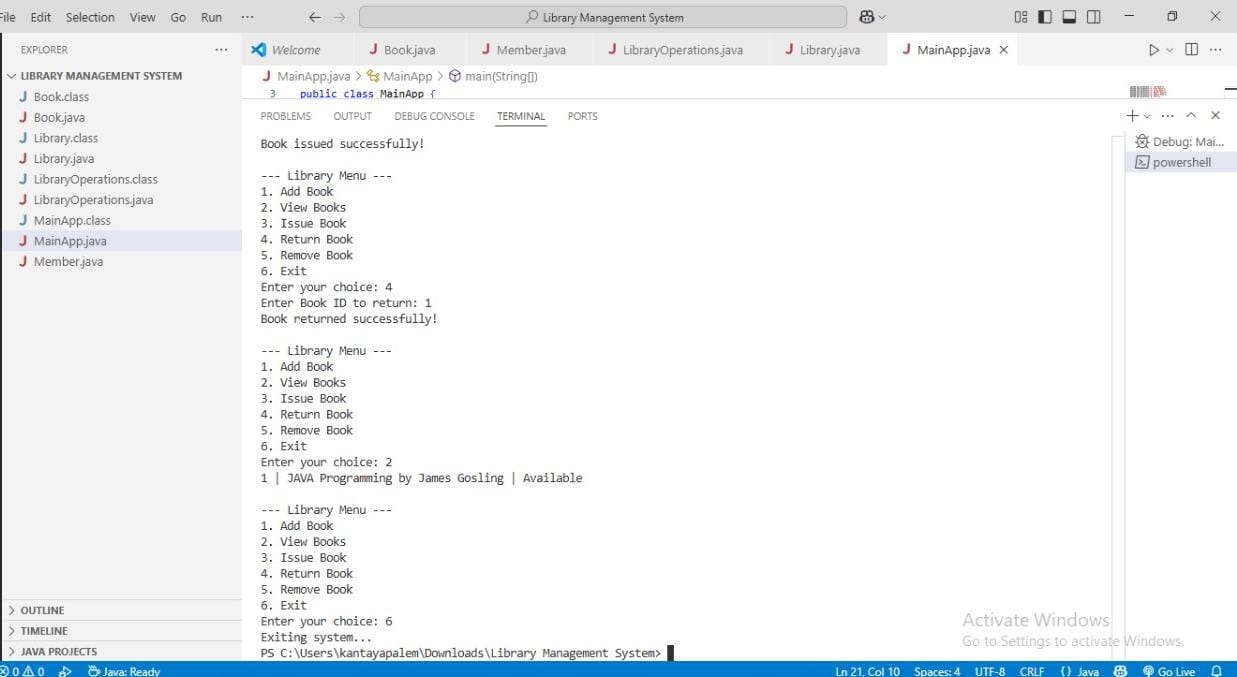 File Edit Selection View Go Run ...
Library Management System
EXPLORER ...
LIBRARY MANAGEMENT SYSTEM
J Book.class
J Book.java
J Library.class
J Library.java
J LibraryOperations.class
J LibraryOperations.java
J MainApp.class
J MainApp.java
J Member.java
OUTLINE
TIMELINE
JAVA PROJECTS
Welcome J Book.java J Member.java J LibraryOperations.java J Library.java J MainApp.java
J MainApp.java > MainApp > main(String[])
3 public class MainApp {
PROBLEMS OUTPUT DEBUG CONSOLE TERMINAL PORTS
Book issued successfully!
--- Library Menu ---
1. Add Book
2. View Books
3. Issue Book
4. Return Book
5. Remove Book
6. Exit
Enter your choice: 4
Enter Book ID to return: 1
Book returned successfully!
--- Library Menu ---
1. Add Book
2. View Books
3. Issue Book
4. Return Book
5. Remove Book
6. Exit
Enter your choice: 2
1 | JAVA Programming by James Gosling | Available
--- Library Menu ---
1. Add Book
2. View Books
3. Issue Book
4. Return Book
5. Remove Book
6. Exit
Enter your choice: 6
Exiting system...
PS C:\Users\kantayapalem\Downloads\Library Management System>
Debug: Mai...
powershell
Activate Windows
Go to Settings to activate Windows.
0 0 Java: Ready Ln 21, Col 10 Spaces: 4 UTF-8 CRLF {} Java Go Live